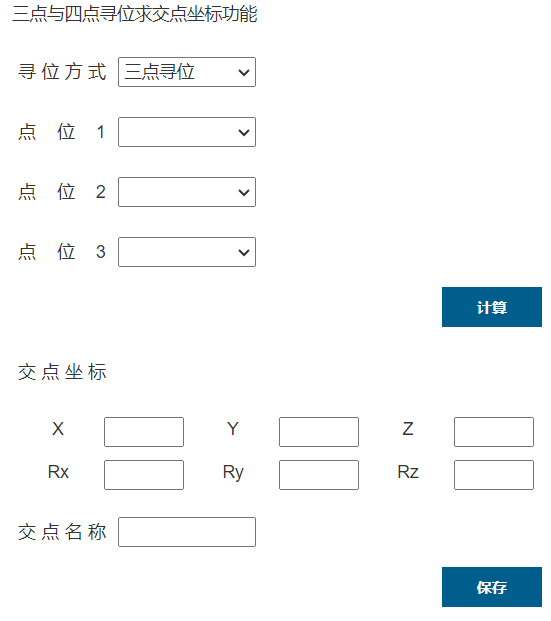 三点与四点寻位求交点坐标功能
寻位方式 三点寻位
点位1
点位2
点位3
计算
交点坐标
X Y Z
Rx Ry Rz
交点名称
保存